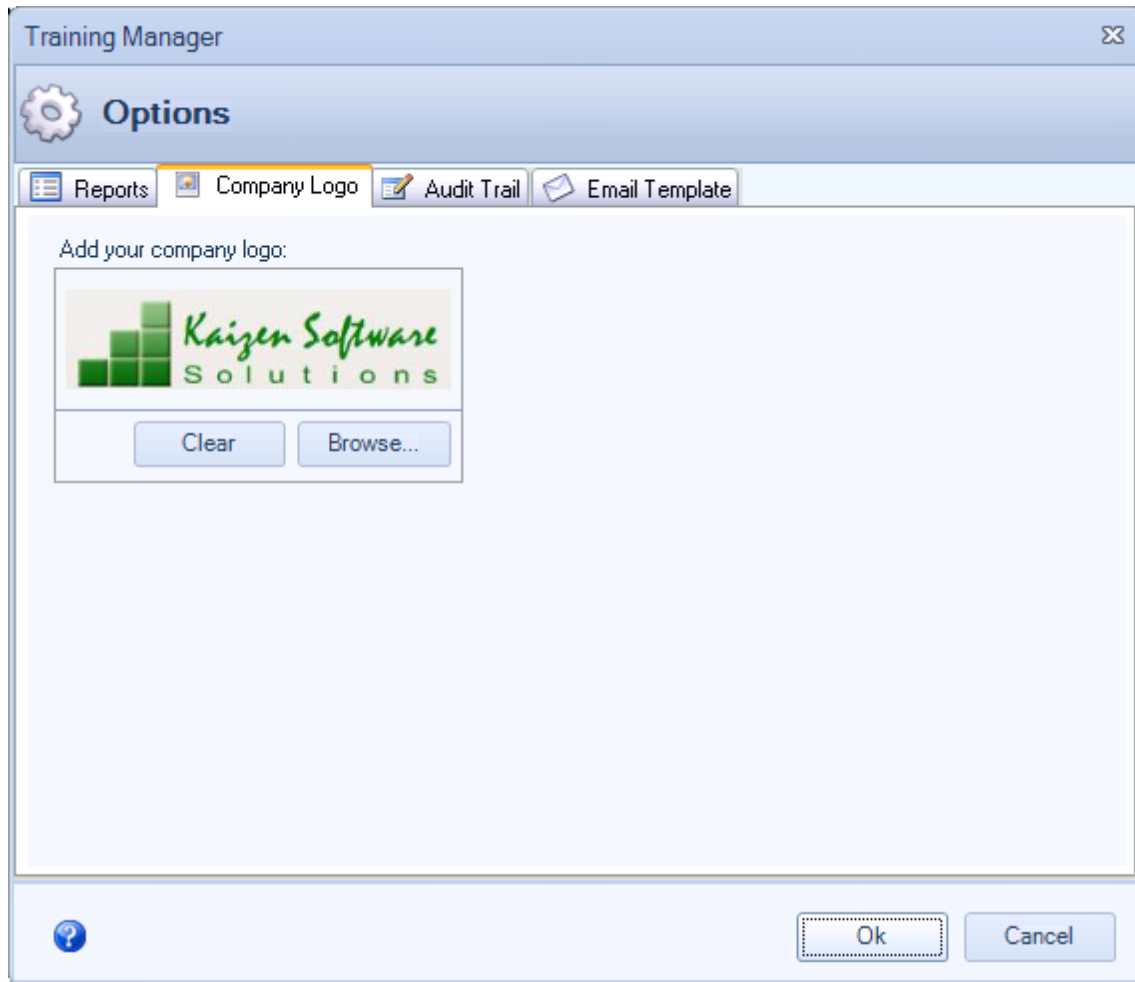 Training Manager
Options
Reports Company Logo Audit Trail Email Template
Add your company logo:
Kaizen Software
Solutions
Clear Browse...
Ok Cancel